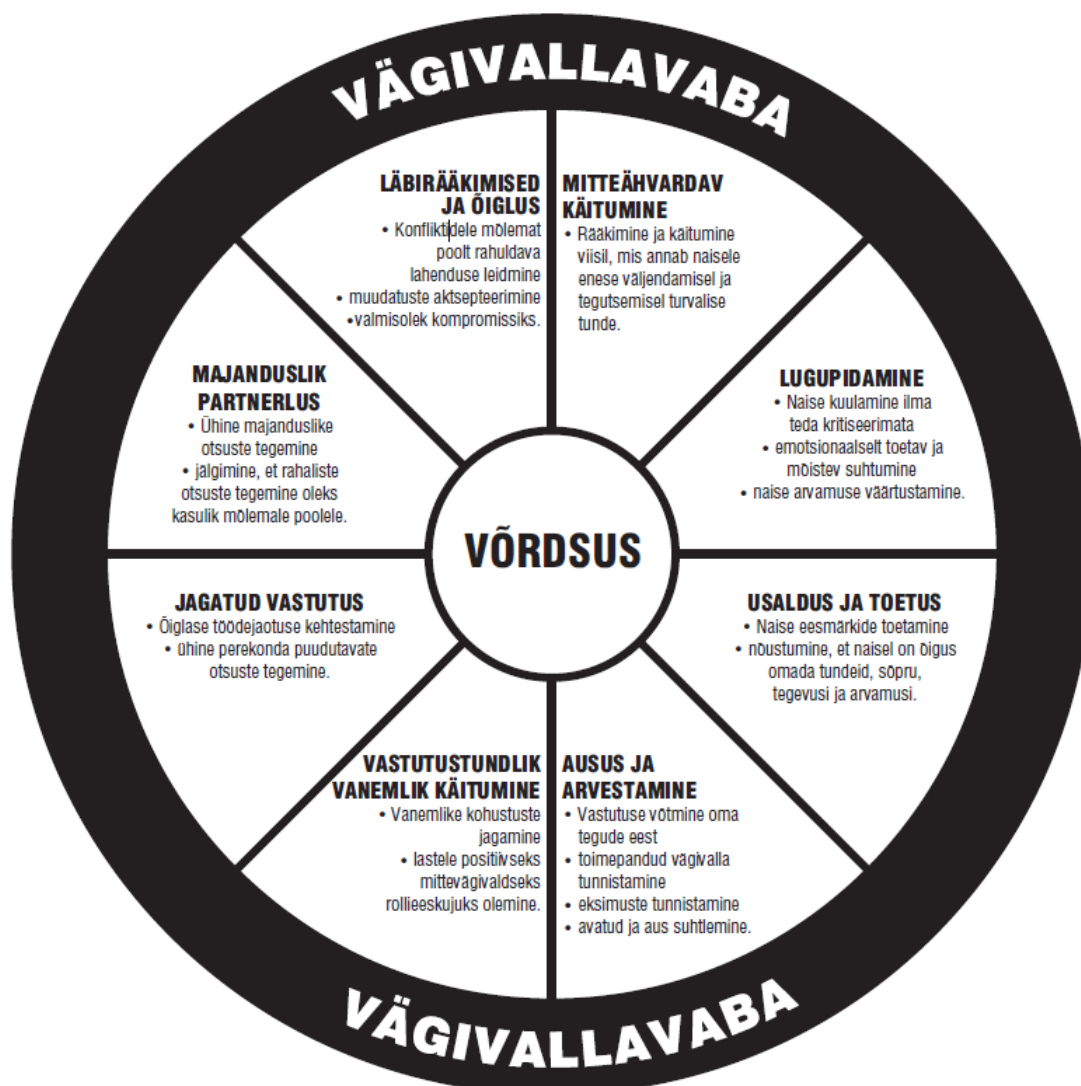 VÄGIVALLAVABA
LÄBIRÄÄKIMISED
JA ÕIGLUS
• Konfliktidele mõlemat
poolt rahuldava
lahenduse leidmine
• muudatuste aktsepteerimine
•valmisolek kompromissiks.
MITTEÄHVARDAV
KÄITUMINE
• Rääkimine ja käitumine
viisil, mis annab naisele
enese väljendamisel ja
tegutsemisel turvalise
tunde.
MAJANDUSLIK
PARTNERLUS
• Ühine majanduslike
otsuste tegemine
• jälgimine, et rahaliste
otsuste tegemine oleks
kasulik mõlemale poolele.
LUGUPIDAMINE
• Naise kuulamine ilma
teda kritiseerimata
• emotsionaalselt toetav ja
mõistev suhtumine
• naise arvamuse väärtustamine.
VÕRDSUS
JAGATUD VASTUTUS
• Õiglase töödejaotuse kehtestamine
• ühine perekonda puudutavate
otsuste tegemine.
USALDUS JA TOETUS
• Naise eesmärkide toetamine
• nõustumine, et naisel on õigus
omada tundeid, sõpru,
tegevusi ja arvamusi.
VASTUTUSTUNDLIK
VANEMLIK KÄITUMINE
• Vanemlike kohustuste
jagamine
• lastele positiivseks
mittevägivaldseks
rollieeskujuks olemine.
AUSUS JA
ARVESTAMINE
• Vastutuse võtmine oma
tegude eest
• toimepandud vägivalla
tunnistamine
• eksimuste tunnistamine
• avatud ja aus suhtlemine.
VÄGIVALLAVABA